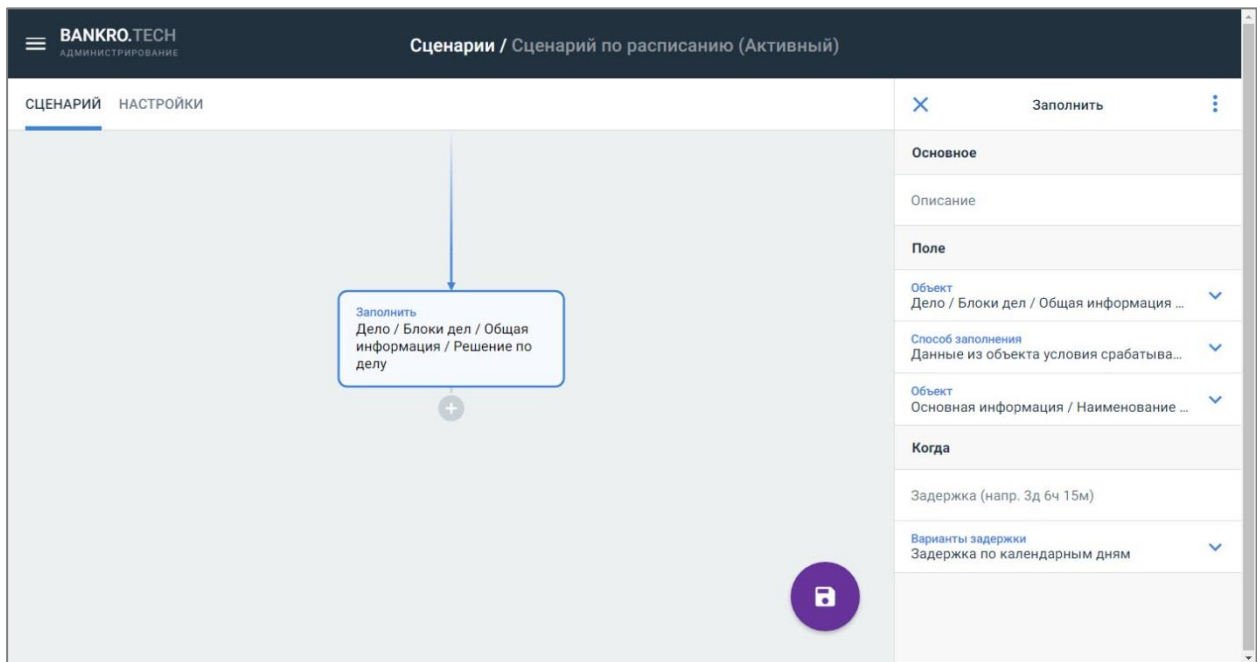 BANKRO.TECH
АДМИНИСТРИРОВАНИЕ
Сценарии / Сценарий по расписанию (Активный)
СЦЕНАРИЙ НАСТРОЙКИ
Заполнить
Дело / Блоки дел / Общая
информация / Решение по
делу
Заполнить
Основное
Описание
Поле
Объект
Дело / Блоки дел / Общая информация ...
Способ заполнения
Данные из объекта условия срабатыва...
Объект
Основная информация / Наименование ...
Когда
Задержка (напр. 3д 6ч 15м)
Варианты задержки
Задержка по календарным дням